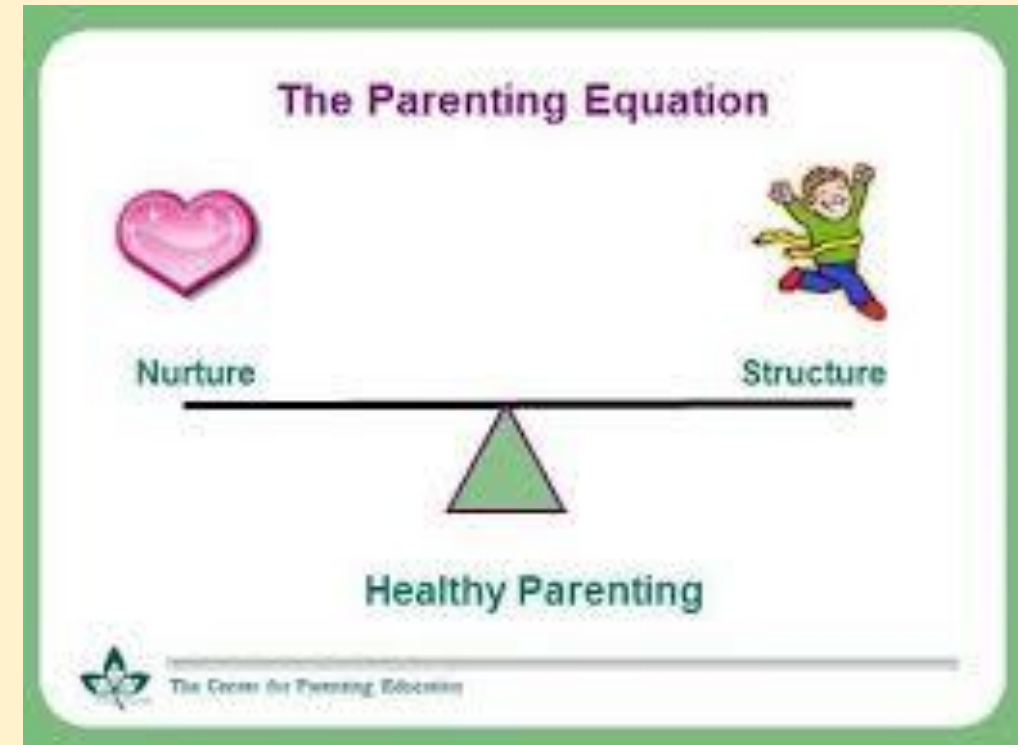 The Parenting Equation
Nurture
Structure
Healthy Parenting
The Center for Parenting Education